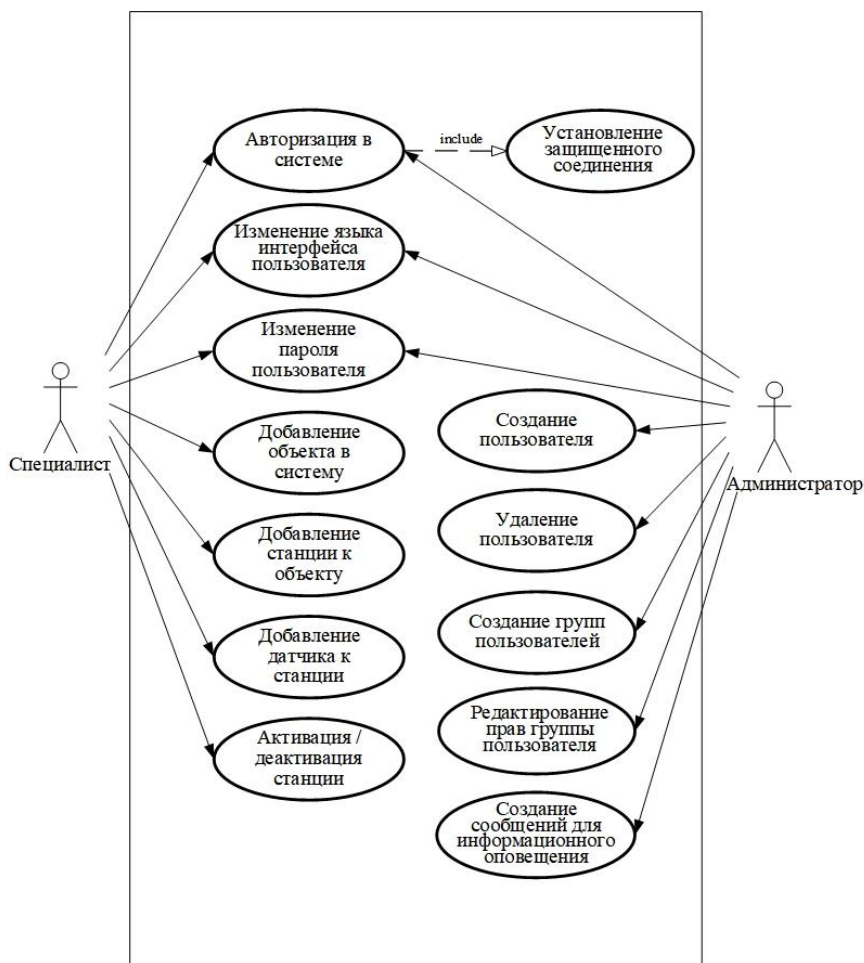 Авторизация в
системе
include
Установление
защищенного
соединения
Изменение языка
интерфейса
пользователя
Изменение
пароля
пользователя
Специалист
Добавление
объекта в
систему
Создание
пользователя
Администратор
Добавление
станции к
объекту
Удаление
пользователя
Добавление
датчика к
станции
Создание групп
пользователей
Активация /
деактивация
станции
Редактирование
прав группы
пользователя
Создание
сообщений для
информационного
оповещения